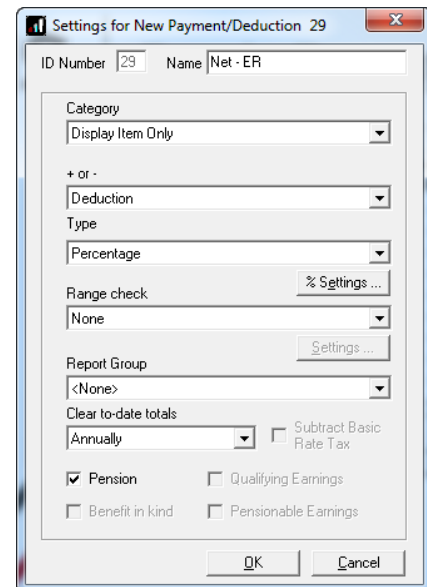 Settings for New Payment/Deduction 29
ID Number 29 Name Net - ER
Category
Display Item Only
+ or -
Deduction
Type
Percentage
% Settings ...
Range check
None
Settings ...
Report Group
<None>
Clear to-date totals
Annually Subtract Basic
Rate Tax
Pension Qualifying Earnings
Benefit in kind Pensionable Earnings
OK Cancel